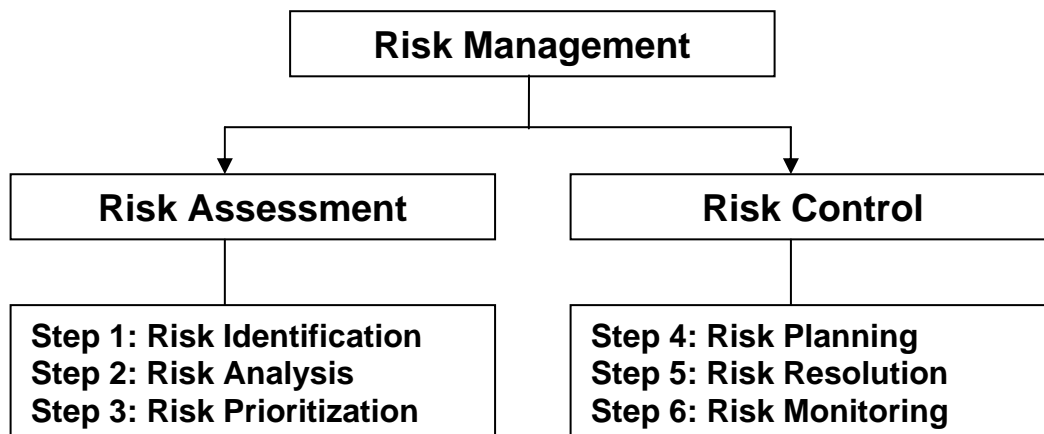 Risk Management
Risk Assessment
Risk Control
Step 1: Risk Identification
Step 2: Risk Analysis
Step 3: Risk Prioritization
Step 4: Risk Planning
Step 5: Risk Resolution
Step 6: Risk Monitoring